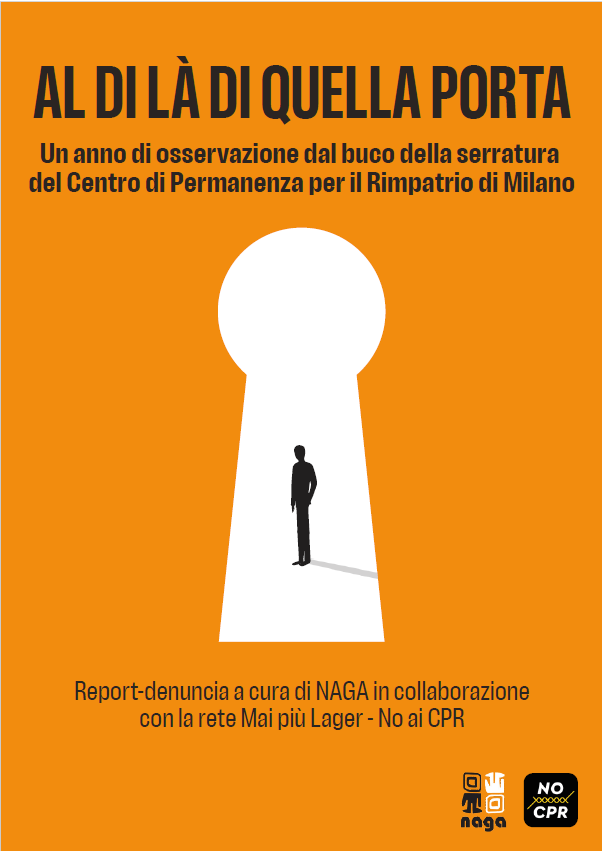 AL DI LÀ DI QUELLA PORTA
Un anno di osservazione dal buco della serratura
del Centro di Permanenza per il Rimpatrio di Milano
Report-denuncia a cura di NAGA in collaborazione
con la rete Mai più Lager - No ai CPR
naga
NO
CPR